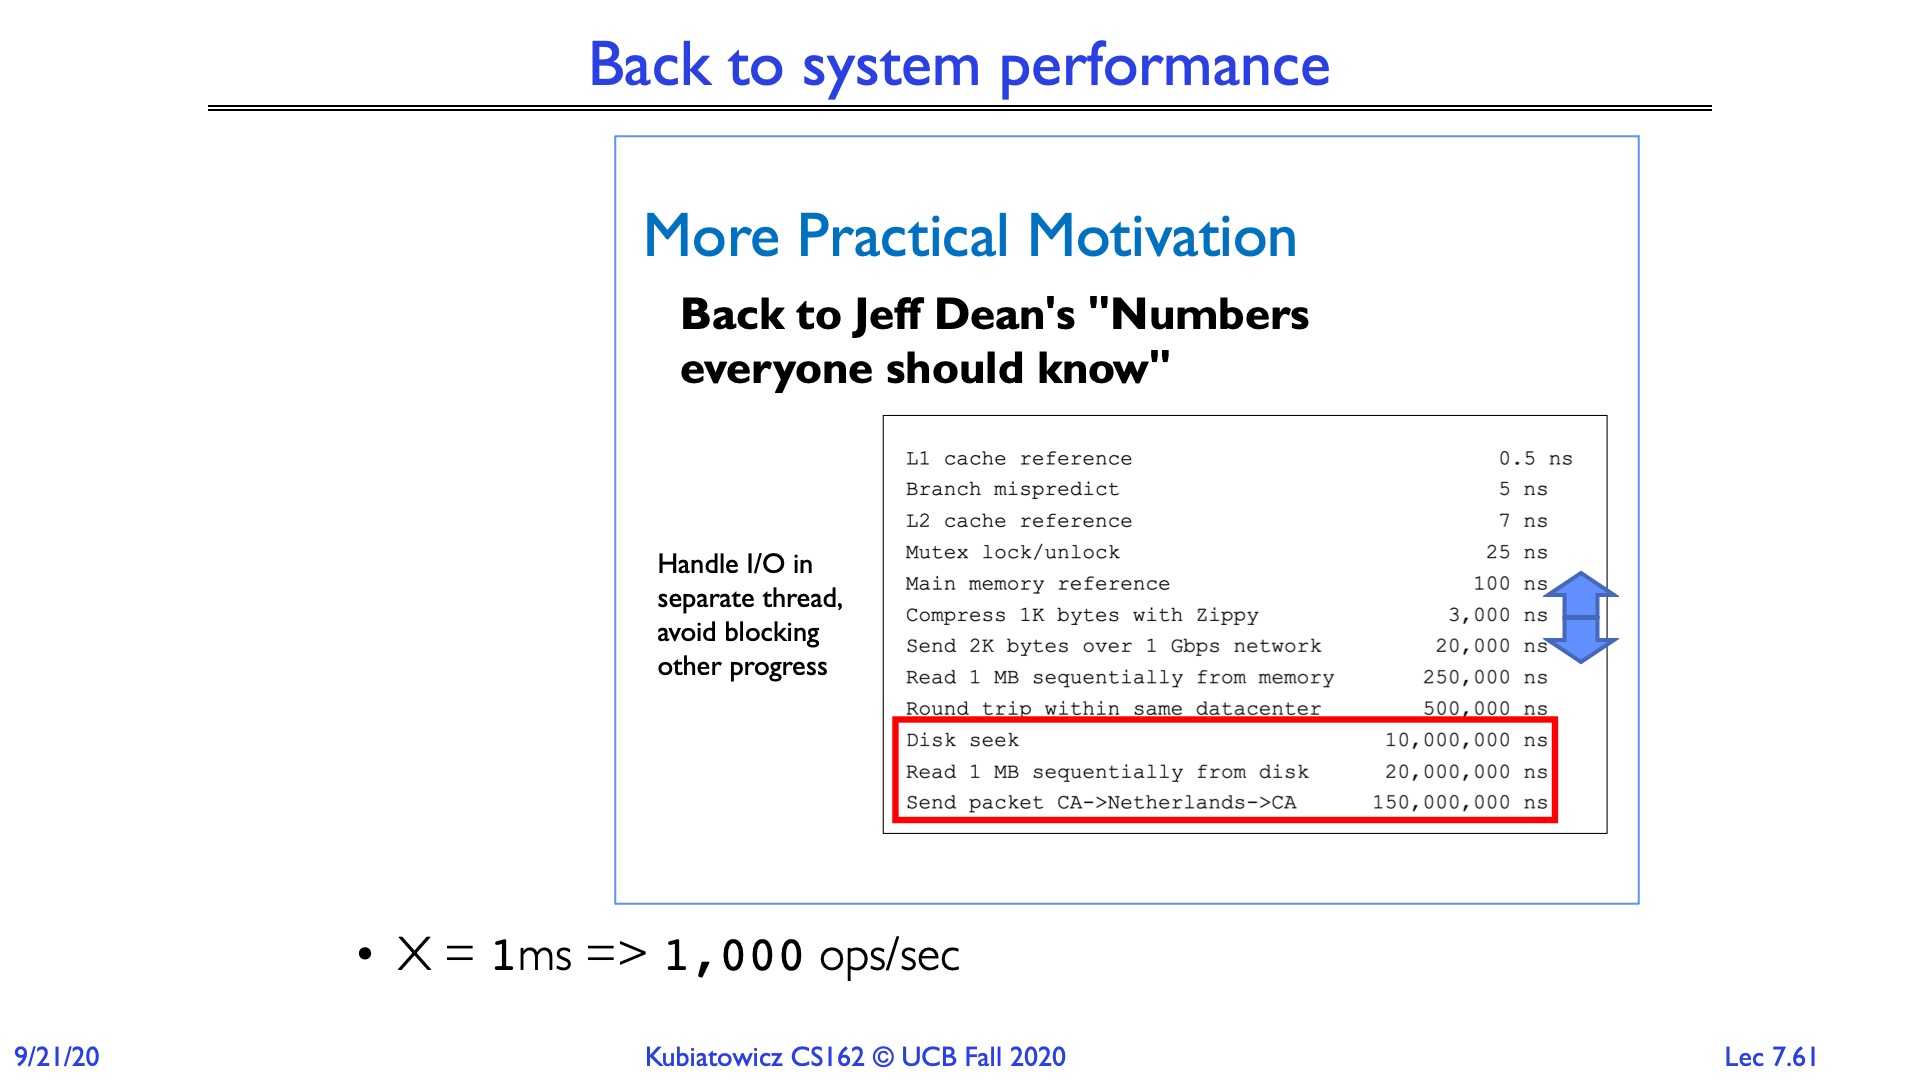 Back to system performance
More Practical Motivation
Back to Jeff Dean's "Numbers
everyone should know"
Handle I/O in
separate thread,
avoid blocking
other progress
L1 cache reference 0.5 ns
Branch mispredict 5 ns
L2 cache reference 7 ns
Mutex lock/unlock 25 ns
Main memory reference 100 ns
Compress 1K bytes with Zippy 3,000 ns
Send 2K bytes over 1 Gbps network 20,000 ns
Read 1 MB sequentially from memory 250,000 ns
Round trip within same datacenter 500,000 ns
Disk seek 10,000,000 ns
Read 1 MB sequentially from disk 20,000,000 ns
Send packet CA->Netherlands->CA 150,000,000 ns
• X = 1ms => 1,000 ops/sec
9/21/20 Kubiatowicz CS162 © UCB Fall 2020 Lec 7.61